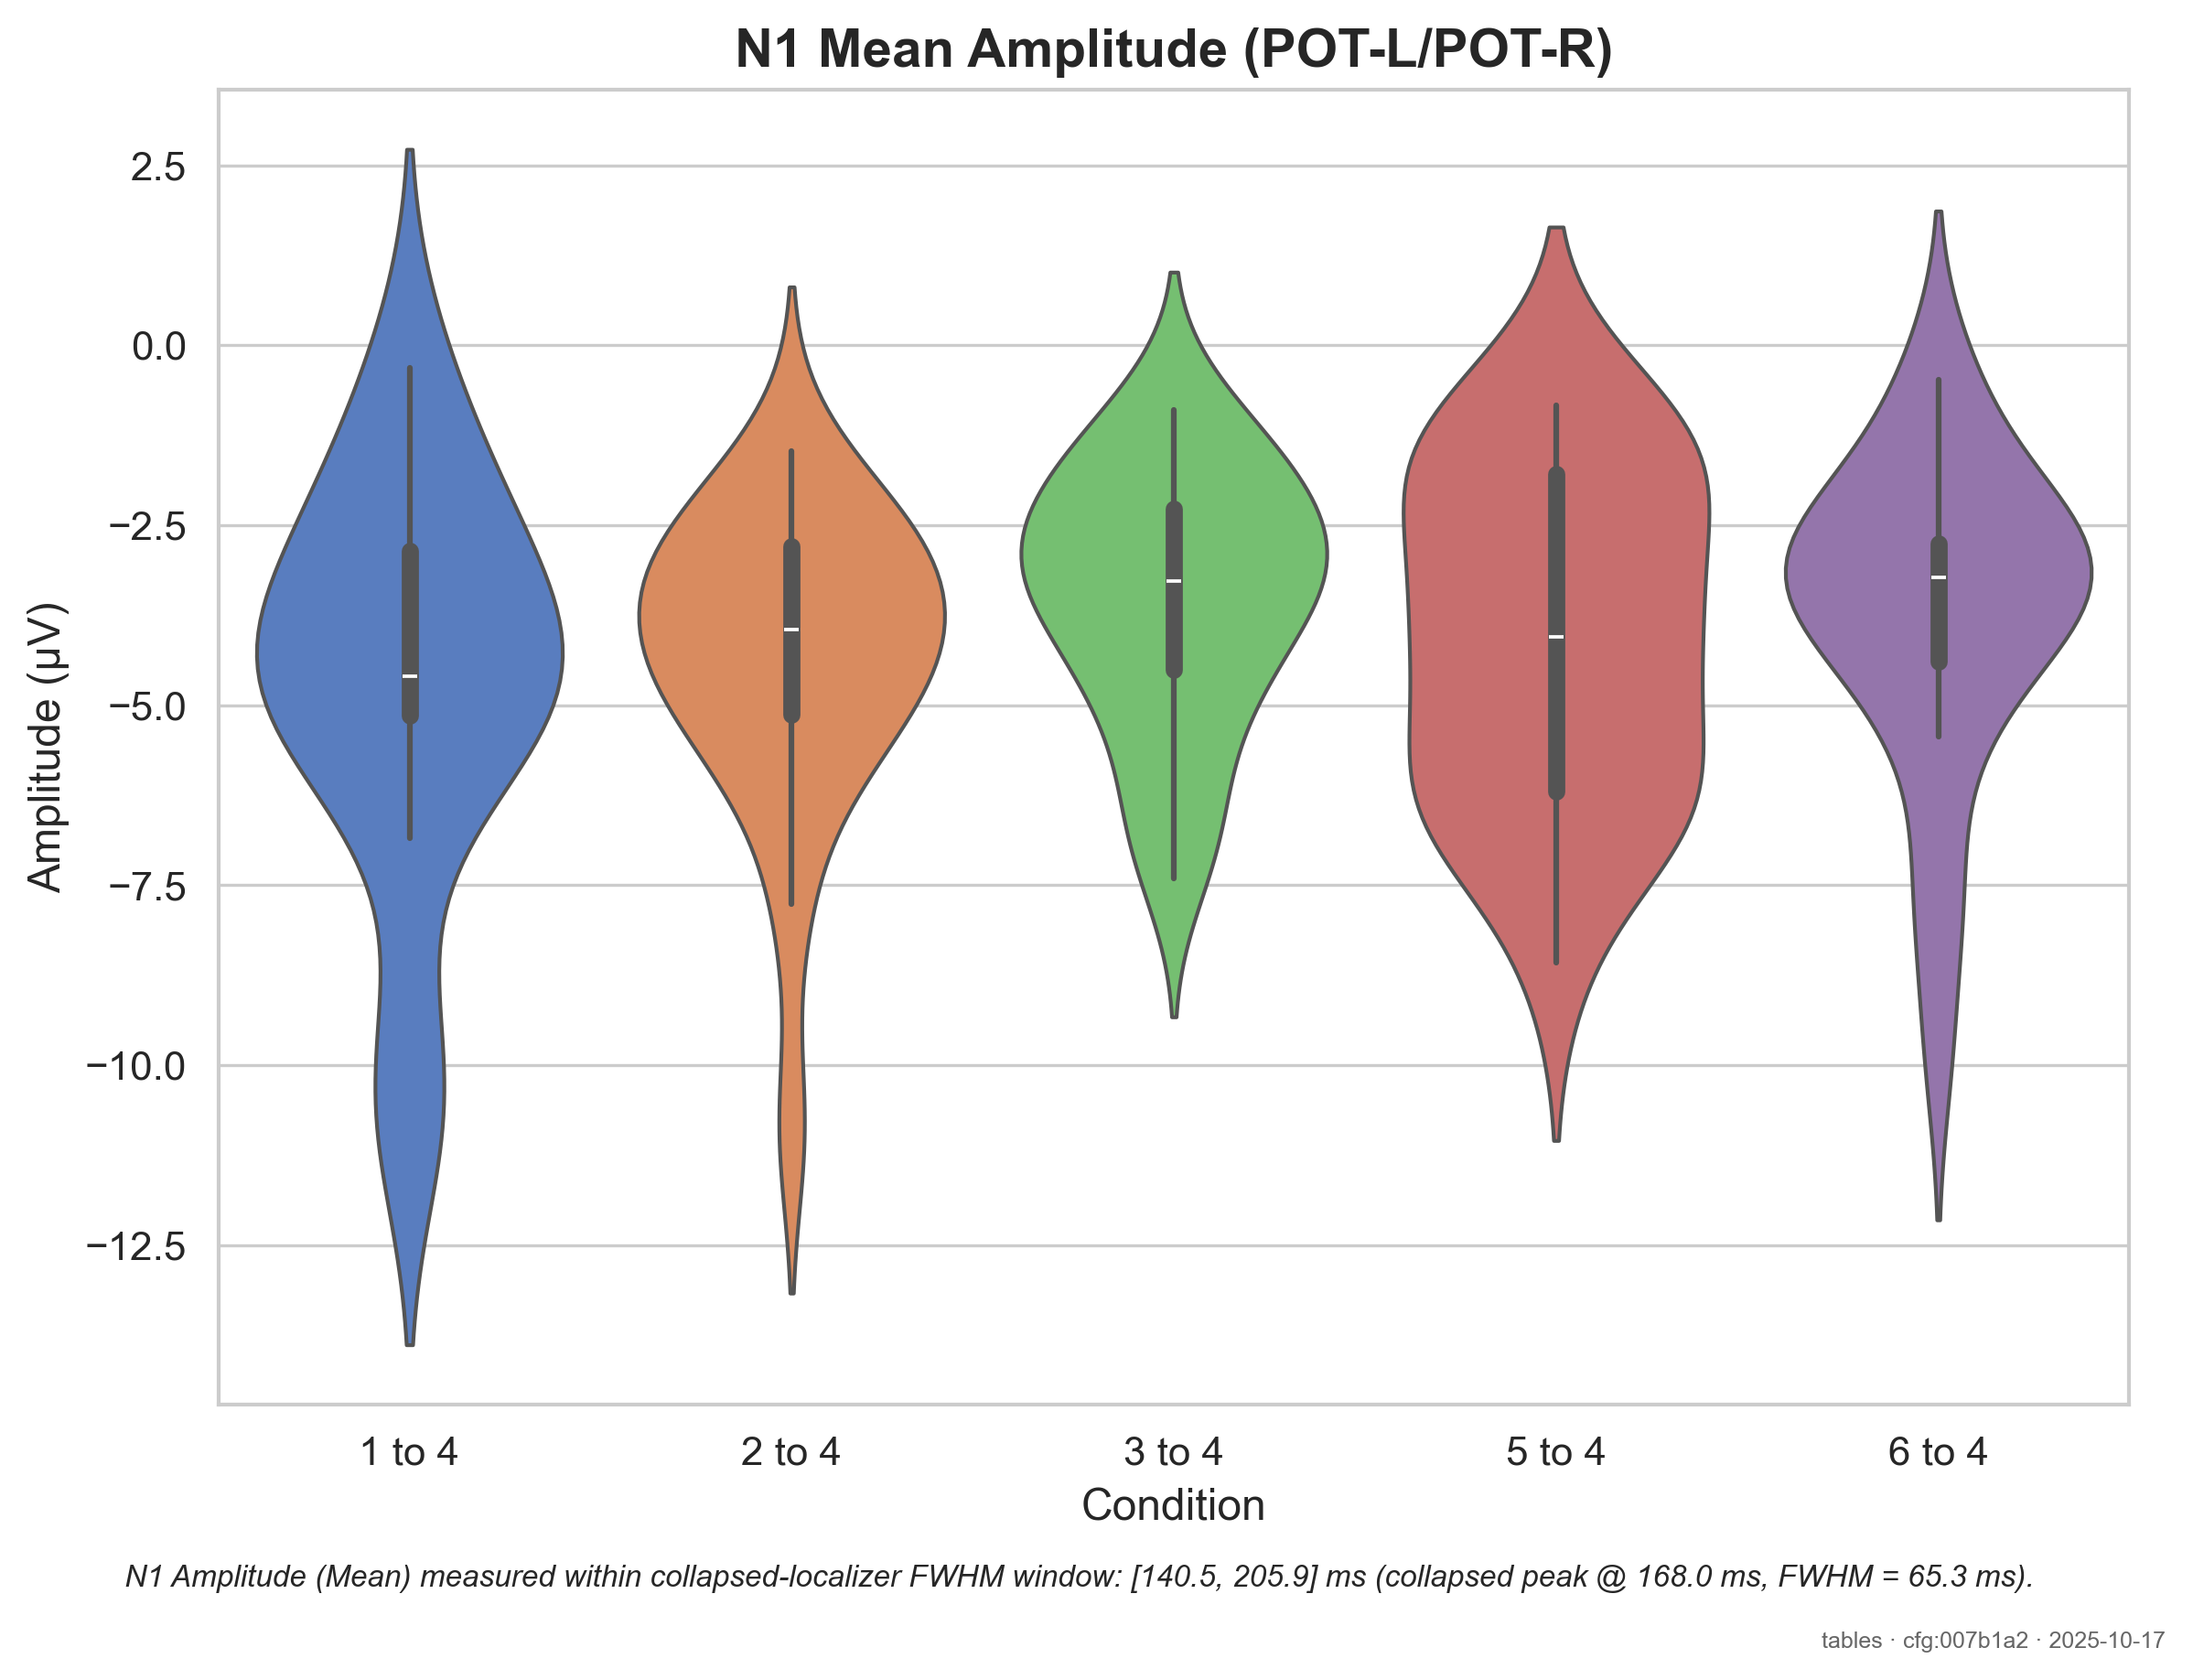 N1 Mean Amplitude (POT-L/POT-R)
Amplitude (µV)
2.5
0.0
−2.5
−5.0
−7.5
−10.0
−12.5
1 to 4
2 to 4
3 to 4
5 to 4
6 to 4
Condition
N1 Amplitude (Mean) measured within collapsed-localizer FWHM window: [140.5, 205.9] ms (collapsed peak @ 168.0 ms, FWHM = 65.3 ms).
tables · cfg:007b1a2 · 2025-10-17